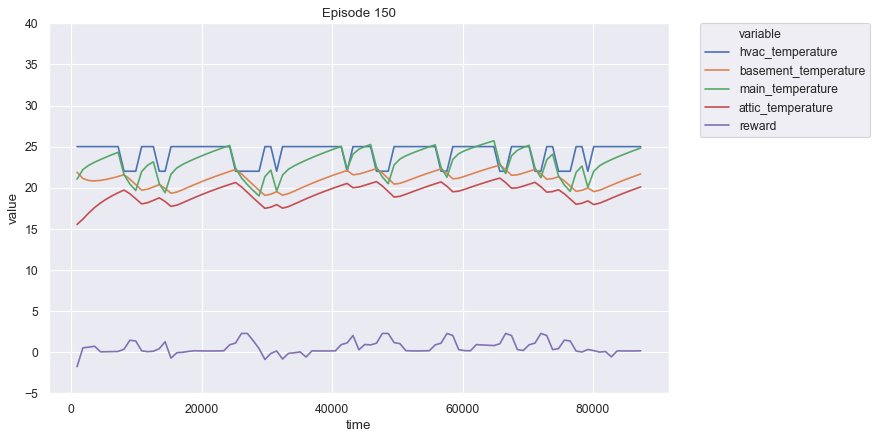 Episode 150
40
35
30
25
20
15
10
5
0
−5
value
0
20000
40000
60000
80000
time
variable
hvac_temperature
basement_temperature
main_temperature
attic_temperature
reward